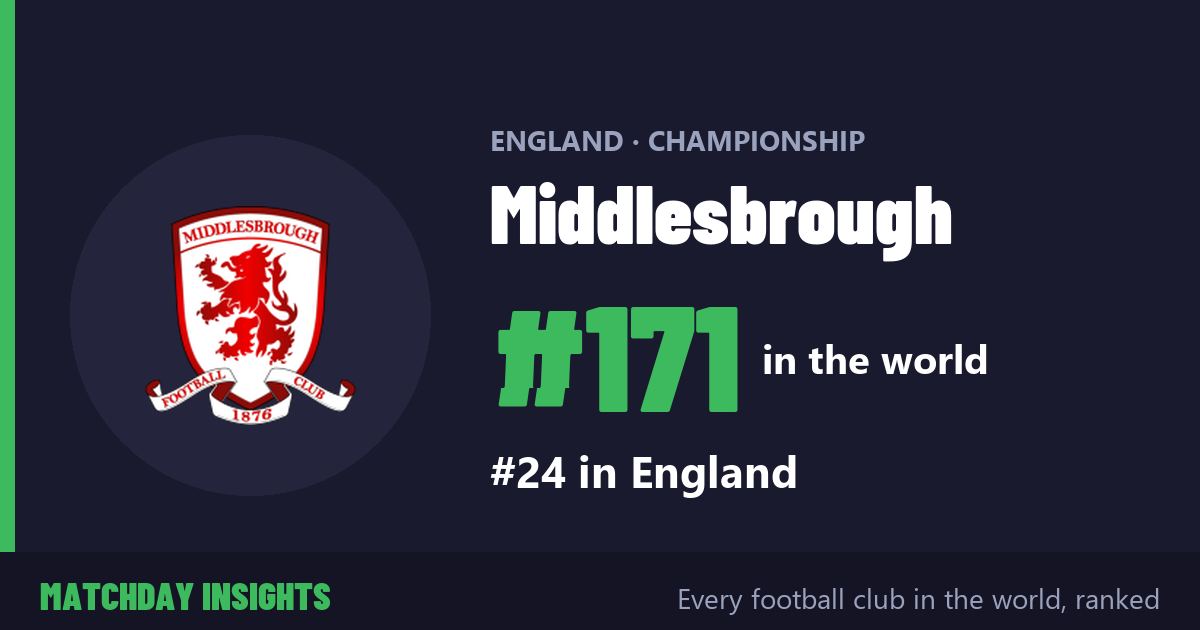 MIDDLESBROUGH
FOOTBALL CLUB
1876
ENGLAND · CHAMPIONSHIP
Middlesbrough
#171 in the world
#24 in England
MATCHDAY INSIGHTS
Every football club in the world, ranked